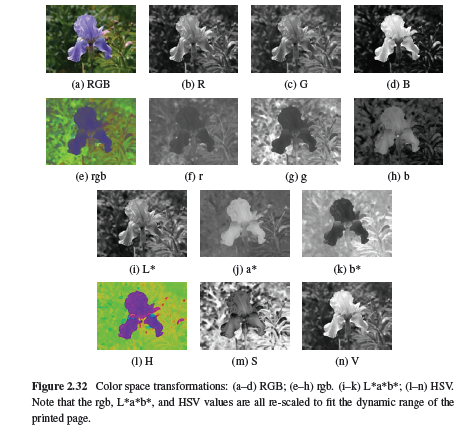 (a) RGB (b) R (c) G (d) B
(e) rgb (f) r (g) g (h) b
(i) L* (j) a* (k) b*
(l) H (m) S (n) V
Figure 2.32 Color space transformations: (a–d) RGB; (e–h) rgb. (i–k) L*a*b*; (l–n) HSV.
Note that the rgb, L*a*b*, and HSV values are all re-scaled to fit the dynamic range of the
printed page.